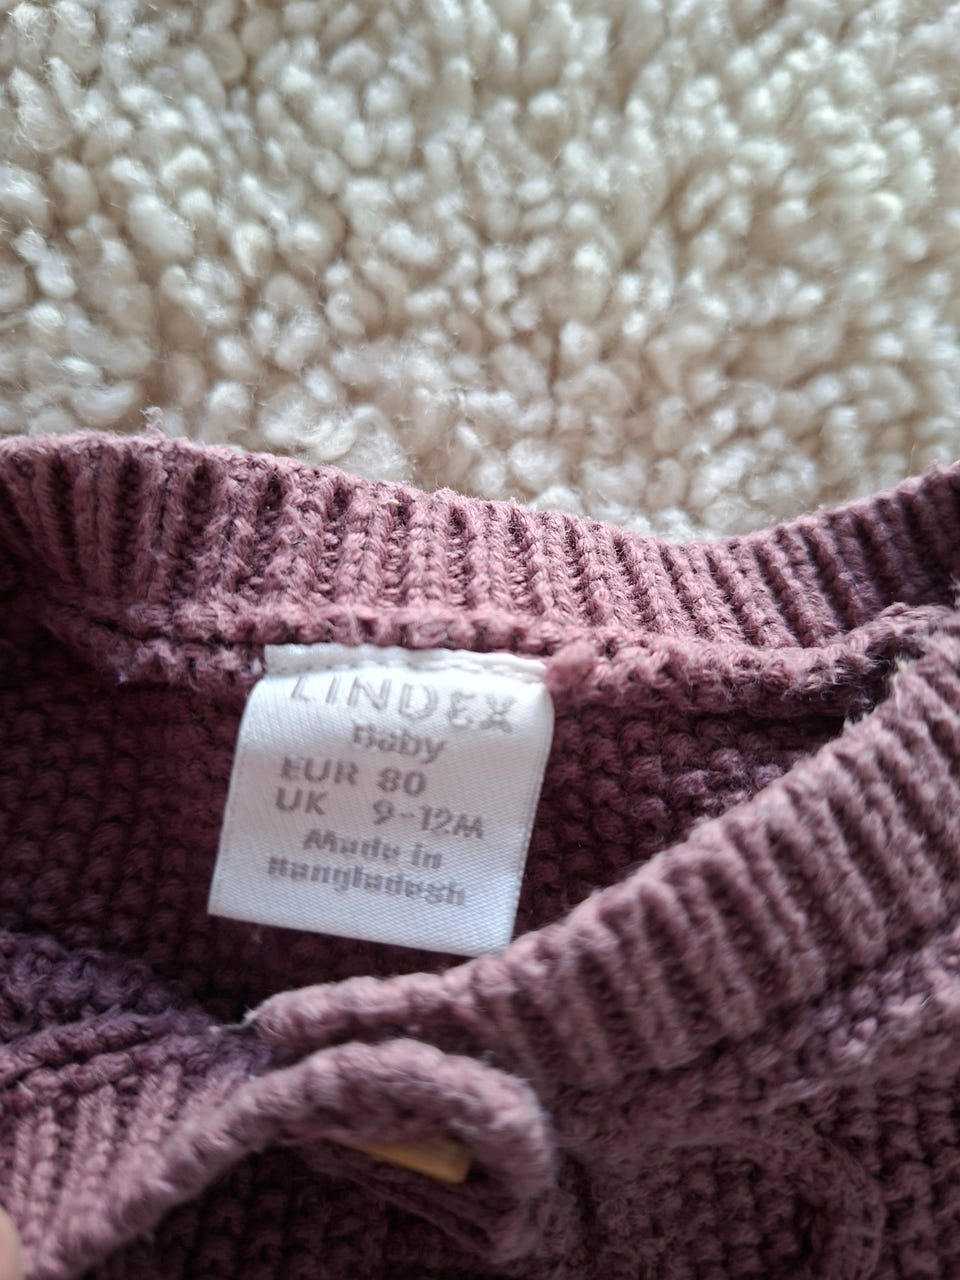 LINDEX
Baby
EUR 80
UK 9-12M
Made in
Bangladesh